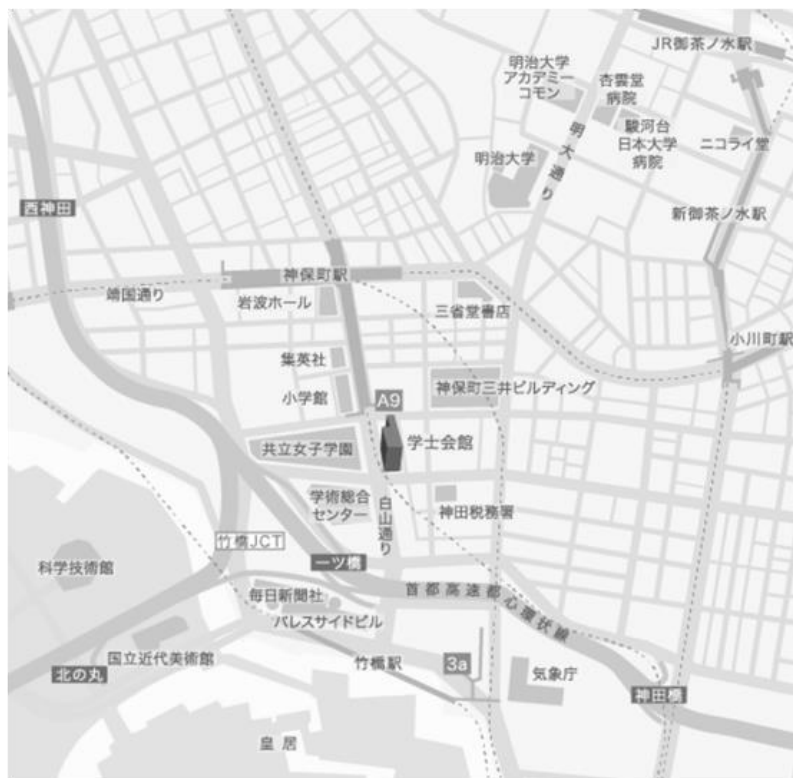 JR御茶ノ水駅
明治大学
アカデミー
コモン
杏雲堂
病院
駿河台
日本大学
病院
ニコライ堂
明大通り
明治大学
西神田
新御茶ノ水駅
神保町駅
靖国通り
岩波ホール
三省堂書店
小川町駅
集英社
神保町三井ビルディング
小学館
A9
学士会館
共立女子学園
学術総合
センター
白山通り
神田税務署
竹橋JCT
一ツ橋
科学技術館
毎日新聞社
首都高速都心環状線
パレスサイドビル
国立近代美術館
竹橋駅
3a
気象庁
北の丸
神田橋
皇居